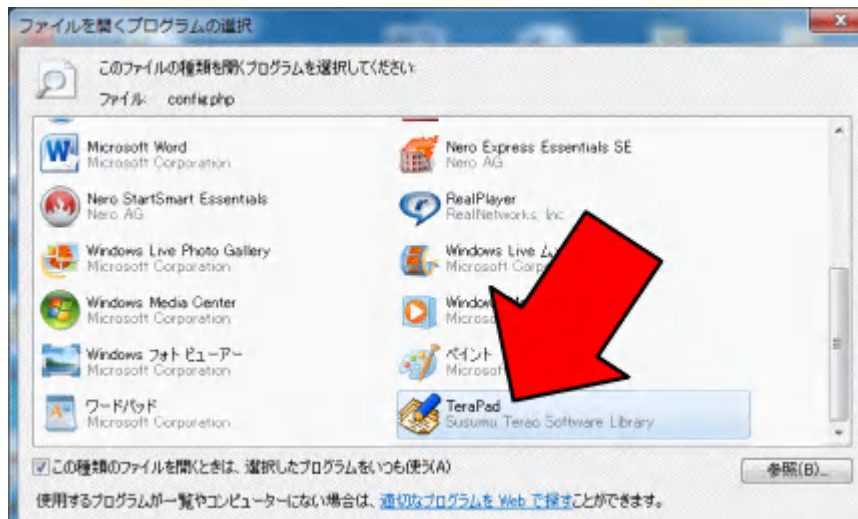 ファイルを開くプログラムの選択
このファイルの種類を開くプログラムを選択してください:
ファイル: config.php
Microsoft Word
Microsoft Corporation
Nero Express Essentials SE
Nero AG
Nero StartSmart Essentials
Nero AG
RealPlayer
RealNetworks, Inc.
Windows Live Photo Gallery
Microsoft Corporation
Windows Live
Microsoft
Windows Media Center
Microsoft Corporation
Windows フォト ビューアー
Microsoft Corporation
ペイント
ワードパッド
Microsoft Corporation
TeraPad
Susumu Terao Software Library
この種類のファイルを開くときは、選択したプログラムをいつも使う(A)
参照(B)...
使用するプログラムが一覧やコンピューターにない場合は、適切なプログラムを Web で探すことができます。